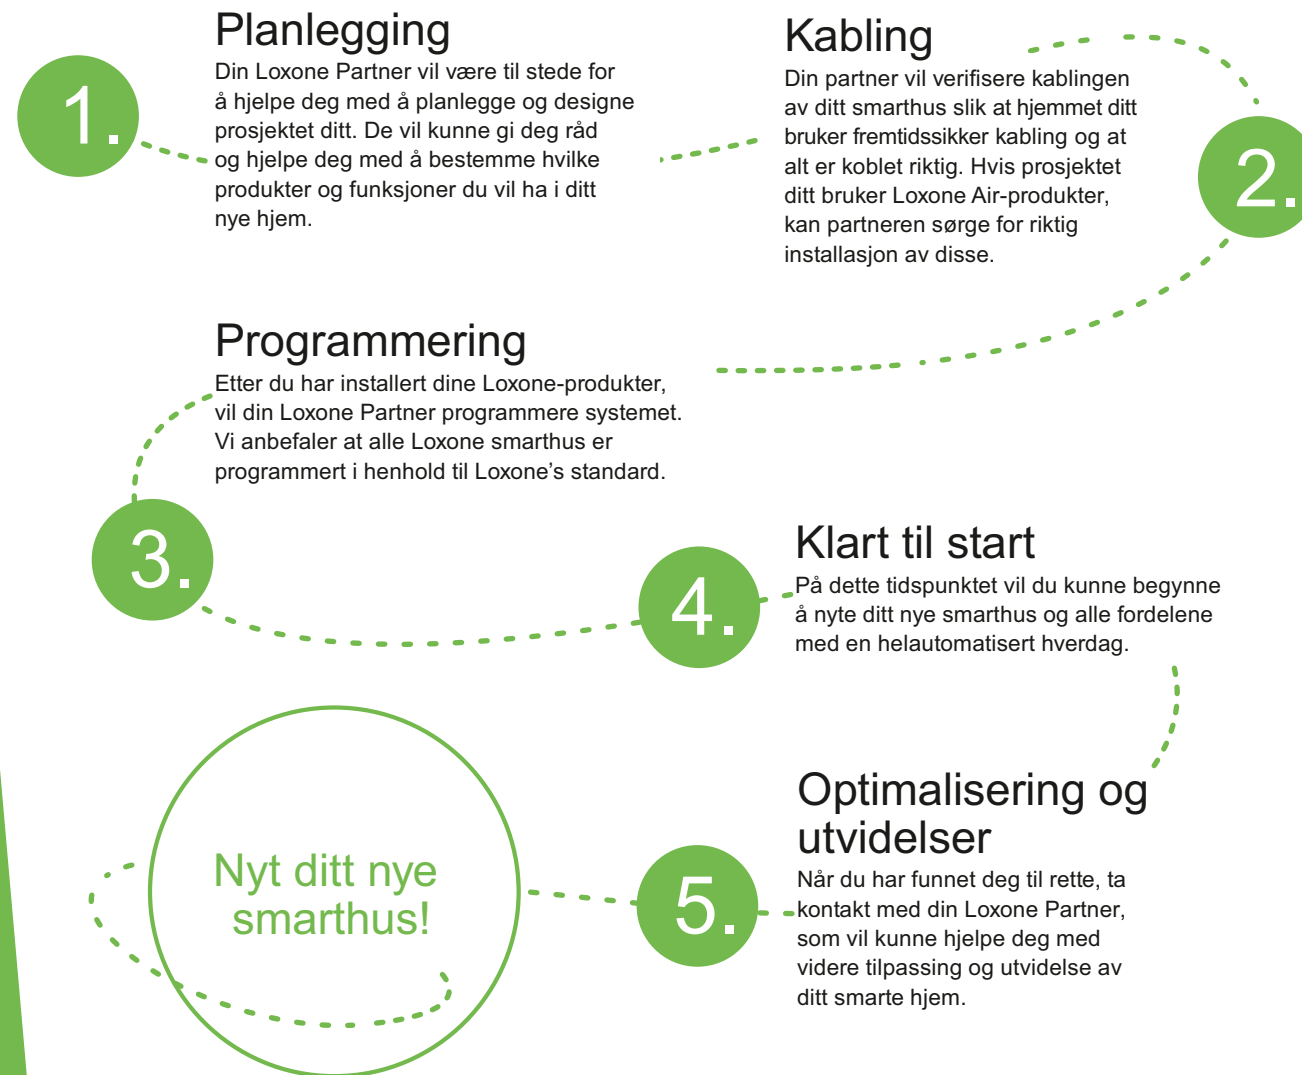 1.
Planlegging
Din Loxone Partner vil være til stede for
å hjelpe deg med å planlegge og designe
prosjektet ditt. De vil kunne gi deg råd
og hjelpe deg med å bestemme hvilke
produkter og funksjoner du vil ha i ditt
nye hjem.
2.
Kabling
Din partner vil verifisere kablingen
av ditt smarthus slik at hjemmet ditt
bruker fremtidssikker kabling og at
alt er koblet riktig. Hvis prosjektet
ditt bruker Loxone Air-produkter,
kan partneren sørge for riktig
installasjon av disse.
3.
Programmering
Etter du har installert dine Loxone-produkter,
vil din Loxone Partner programmere systemet.
Vi anbefaler at alle Loxone smarthus er
programmert i henhold til Loxone’s standard.
4.
Klart til start
På dette tidspunktet vil du kunne begynne
å nyte ditt nye smarthus og alle fordelene
med en helautomatisert hverdag.
5.
Optimalisering og
utvidelser
Når du har funnet deg til rette, ta
kontakt med din Loxone Partner,
som vil kunne hjelpe deg med
videre tilpassing og utvidelse av
ditt smarte hjem.
Nyt ditt nye
smarthus!